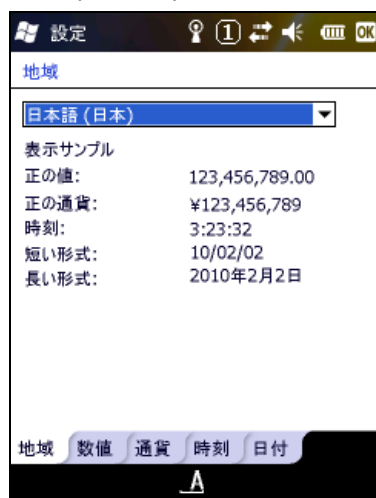 設定 1 OK
地域
日本語 (日本)
表示サンプル
正の値: 123,456,789.00
正の通貨: ¥123,456,789
時刻: 3:23:32
短い形式: 10/02/02
長い形式: 2010年2月2日
地域 数値 通貨 時刻 日付
A